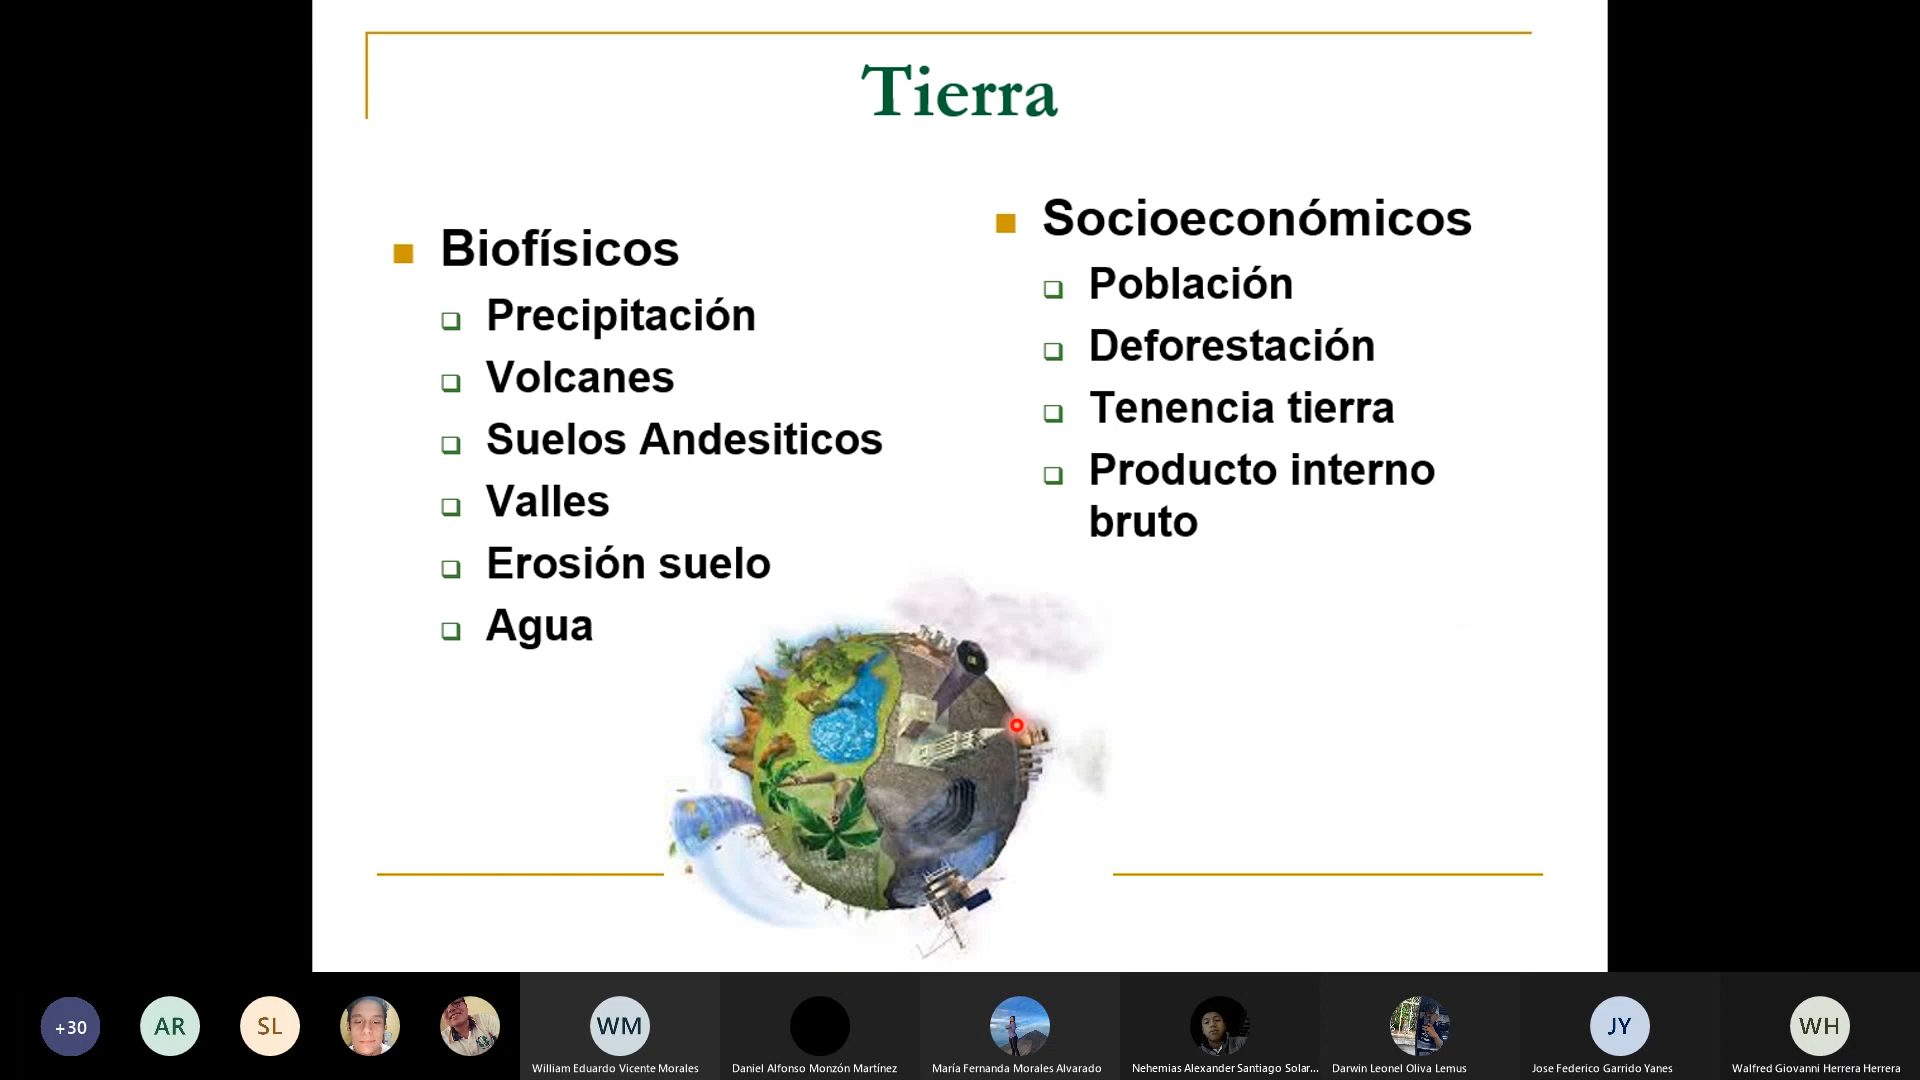 Tierra
Biofísicos
Precipitación
Volcanes
Suelos Andesiticos
Valles
Erosión suelo
Agua
Socioeconómicos
Población
Deforestación
Tenencia tierra
Producto interno
bruto
+30
AR
SL
WM
JY
WH
William Eduardo Vicente Morales
Daniel Alfonso Monzón Martínez
María Fernanda Morales Alvarado
Nehemias Alexander Santiago Solar...
Darwin Leonel Oliva Lemus
Jose Federico Garrido Yanes
Walfred Giovanni Herrera Herrera